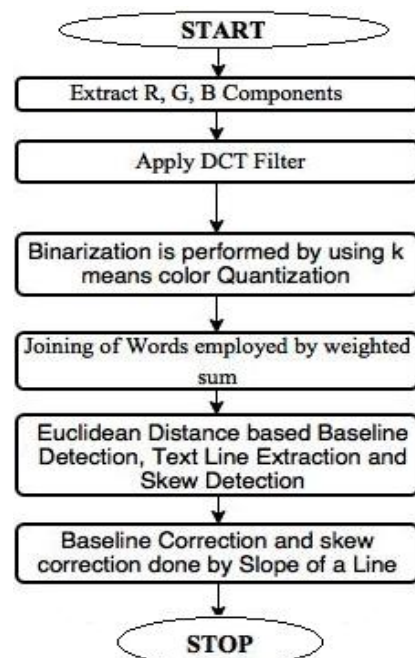 START
Extract R, G, B Components
Apply DCT Filter
Binarization is performed by using k
means color Quantization
Joining of Words employed by weighted
sum
Euclidean Distance based Baseline
Detection, Text Line Extraction and
Skew Detection
Baseline Correction and skew
correction done by Slope of a Line
STOP